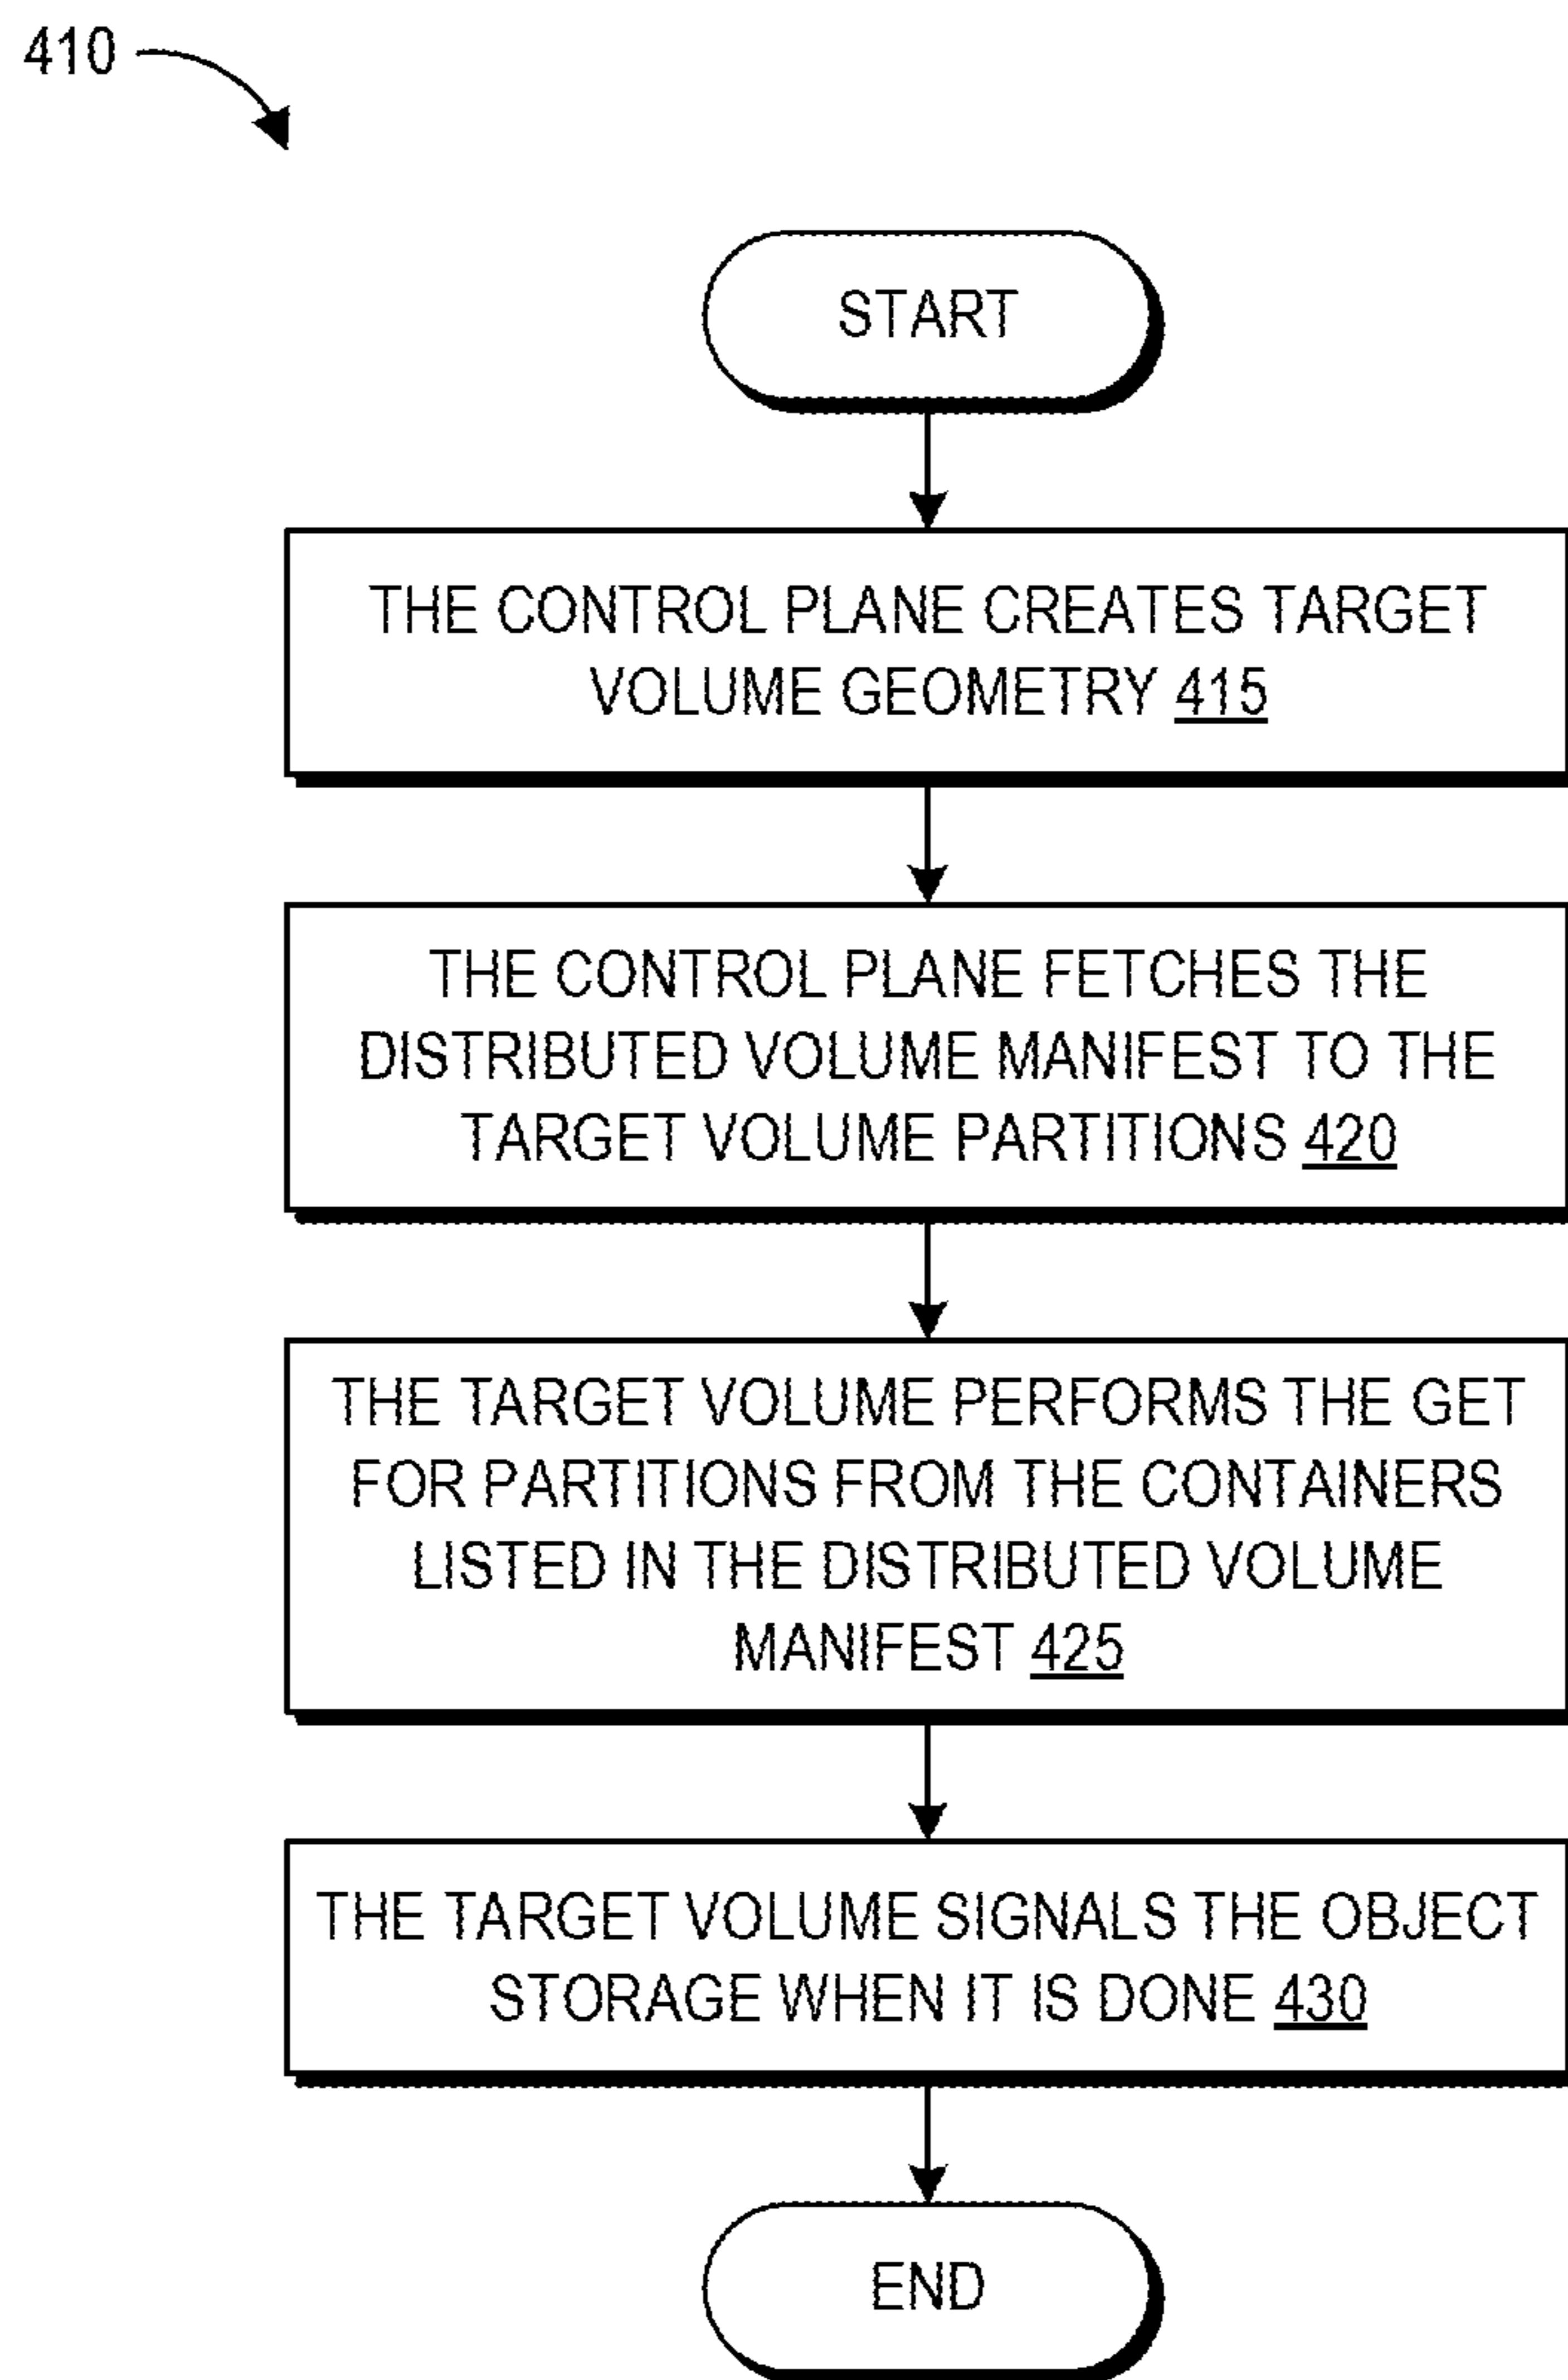 410
START
THE CONTROL PLANE CREATES TARGET
VOLUME GEOMETRY 415
THE CONTROL PLANE FETCHES THE
DISTRIBUTED VOLUME MANIFEST TO THE
TARGET VOLUME PARTITIONS 420
THE TARGET VOLUME PERFORMS THE GET
FOR PARTITIONS FROM THE CONTAINERS
LISTED IN THE DISTRIBUTED VOLUME
MANIFEST 425
THE TARGET VOLUME SIGNALS THE OBJECT
STORAGE WHEN IT IS DONE 430
END